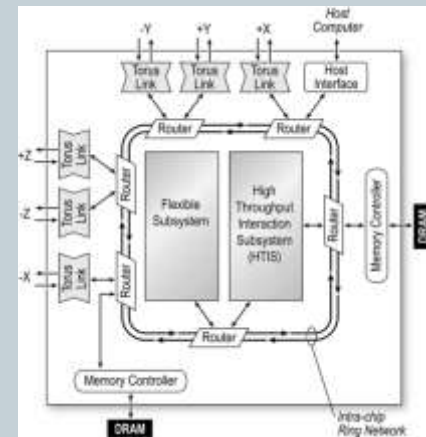 -Y
+Y
+X
Host
Computer
Torus
Link
Torus
Link
Torus
Link
Host
Interface
Router
Router
+Z
Torus
Link
-Z
Torus
Link
-X
Torus
Link
Router
Router
Flexible
Subsystem
High
Throughput
Interaction
Subsystem
(HTIS)
Router
Memory Controller
DRAM
Router
Memory Controller
DRAM
Intra-chip
Ring Network